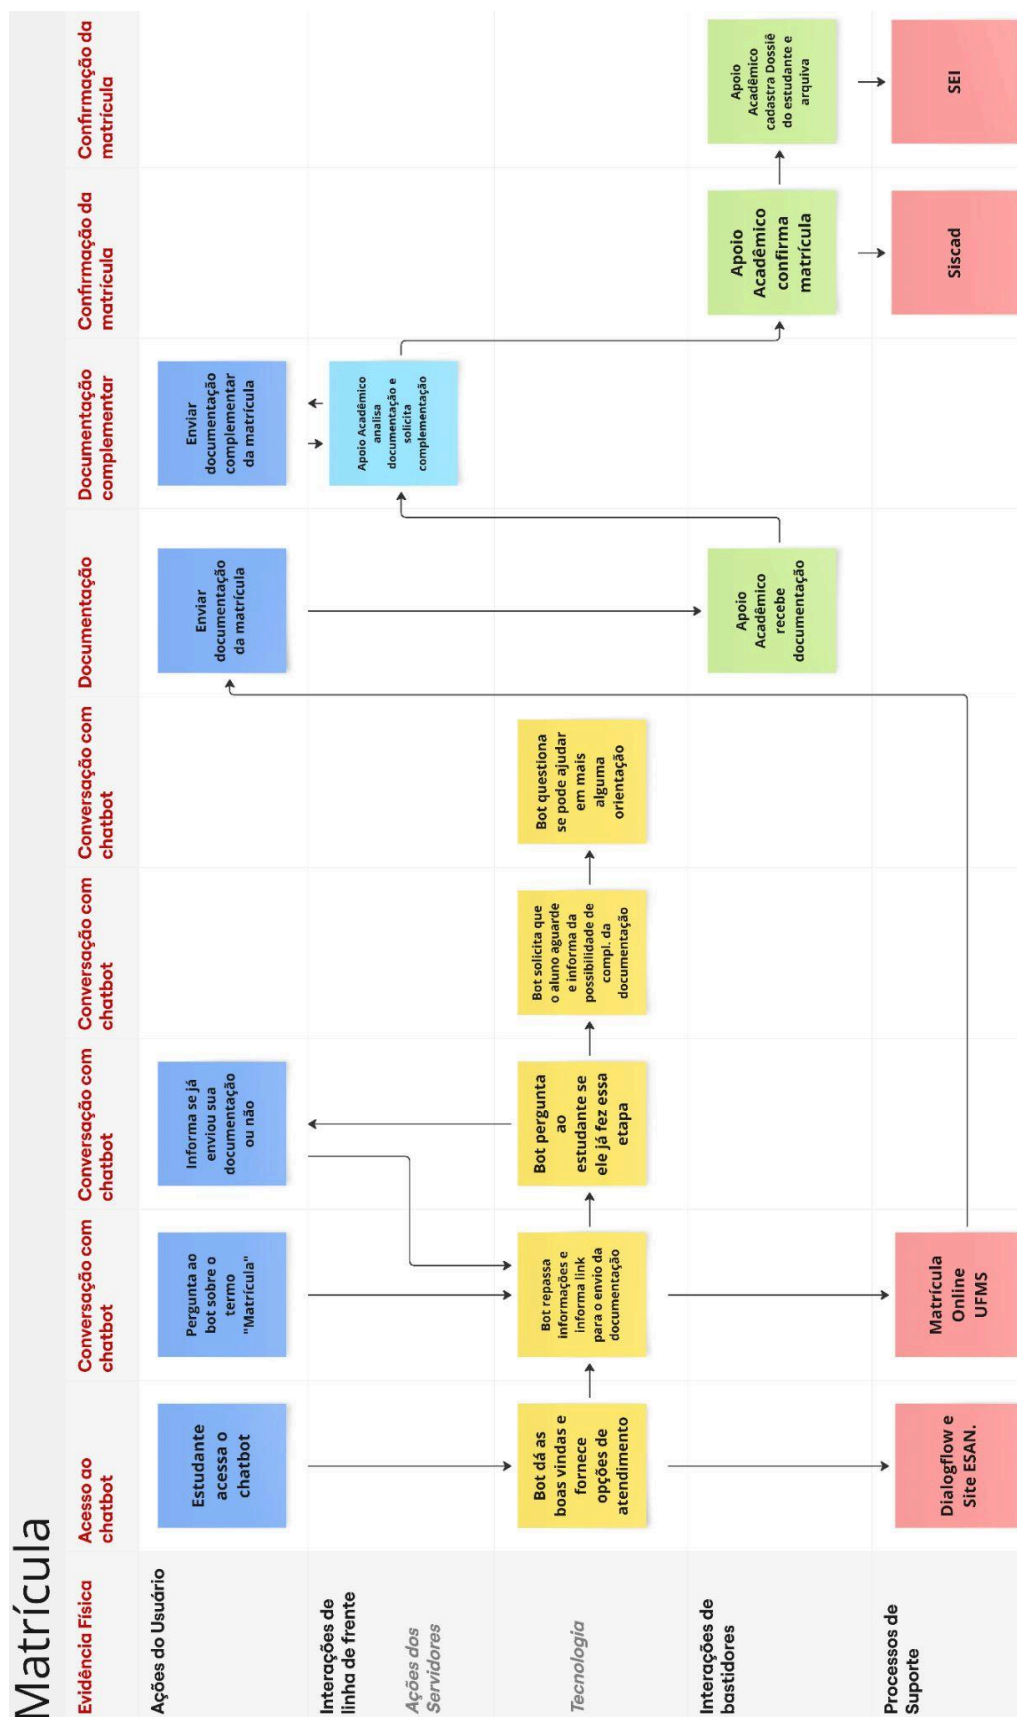 Matrícula
Evidência Física
Acesso ao
chatbot
Conversação com
chatbot
Conversação com
chatbot
Conversação com
chatbot
Conversação com
chatbot
Documentação
Documentação
complementar
Confirmação da
matrícula
Confirmação da
matrícula
Ações do Usuário
Estudante
acessa o
chatbot
Pergunta ao
bot sobre o
termo
"Matrícula"
Informa se já
enviou sua
documentação
ou não
Enviar
documentação
da matrícula
Enviar
documentação
complementar
da matrícula
Interações de
linha de frente
Ações dos
Servidores
Apoio Acadêmico
analisa
documentação e
solicita
complementação
Tecnologia
Bot dá as
boas vindas e
fornece
opções de
atendimento
Bot repassa
informações e
informa link
para o envio da
documentação
Bot pergunta
ao
estudante se
ele já fez essa
etapa
Bot solicita que
o aluno aguarde
e informa da
possibilidade de
compl. da
documentação
Bot questiona
se pode ajudar
em mais
alguma
orientação
Interações de
bastidores
Apoio
Acadêmico
recebe
documentação
Apoio
Acadêmico
confirma
matrícula
Apoio
Acadêmico
cadastra Dossiê
do estudante e
arquiva
Processos de
Suporte
Dialogflow e
Site ESAN.
Matrícula
Online
UFMS
Siscad
SEI